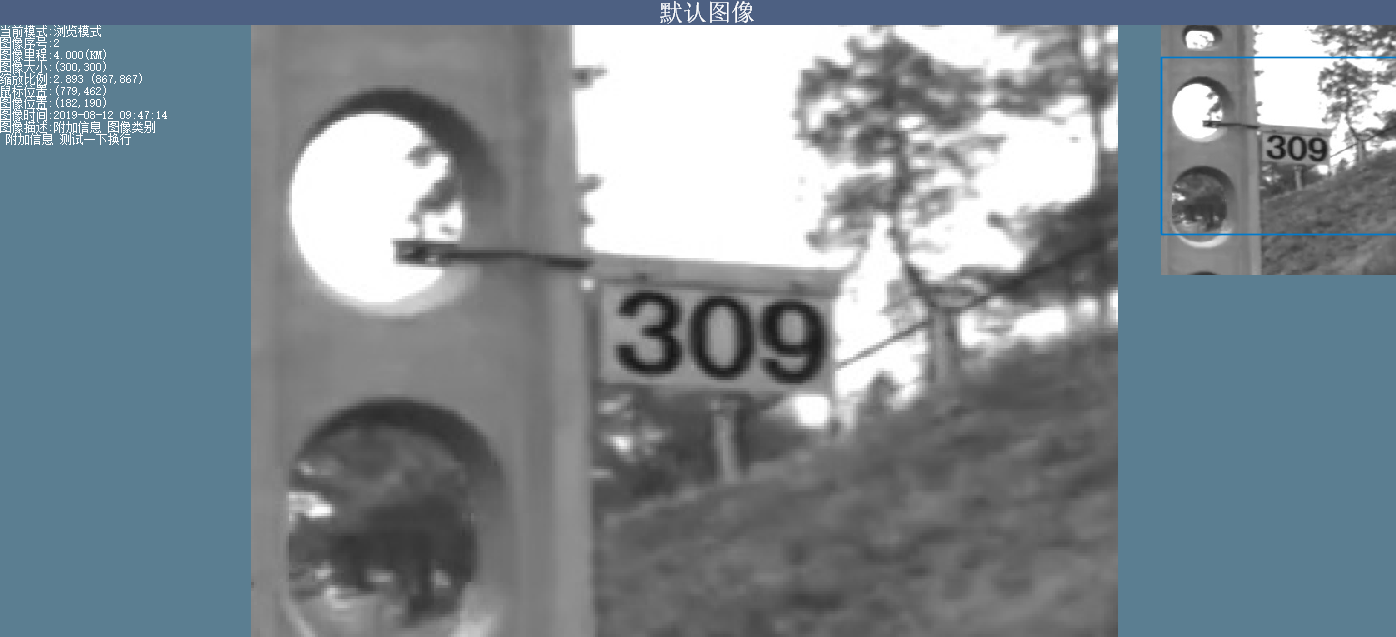 默认图像
当前模式:浏览模式
图像序号:2
图像里程:4.000(KM)
图像大小:(300,300)
缩放比例:2.893 (867,867)
鼠标位置:(779,462)
图像位置:(182,190)
图像时间:2019-08-12 09:47:14
图像描述:附加信息 图像类别
附加信息 测试一下换行
309
309